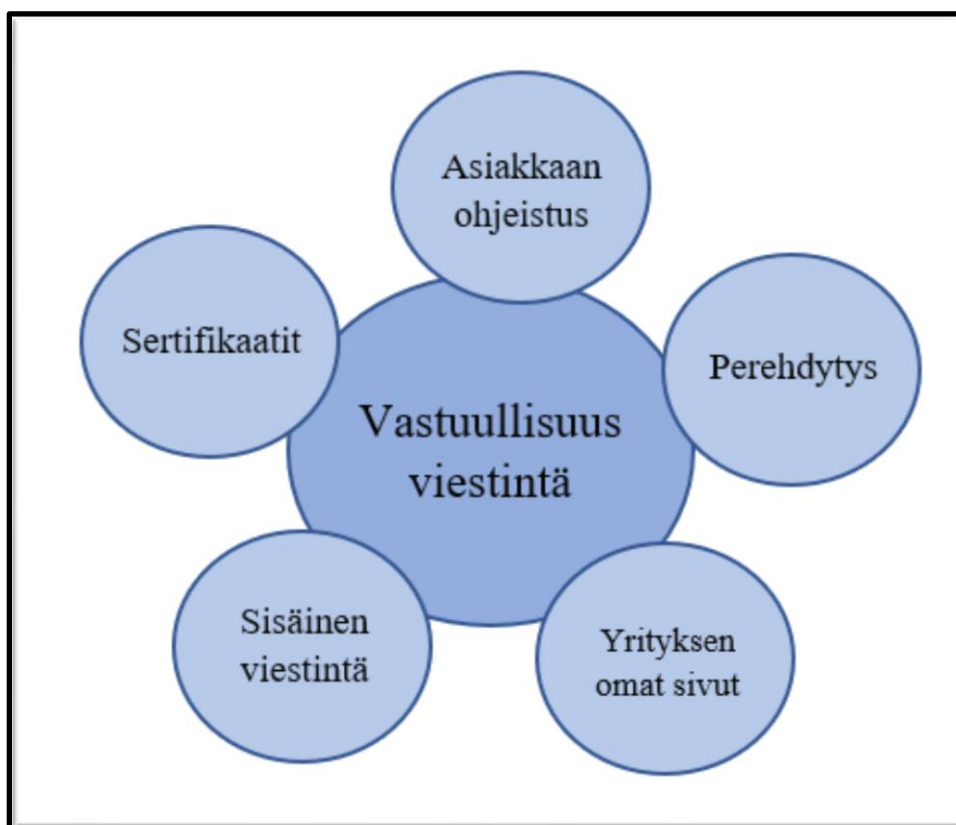 Asiakkaan
ohjeistus
Sertifikaatit
Perehdytys
Vastuullisuus
viestintä
Sisäinen
viestintä
Yrityksen
omat sivut